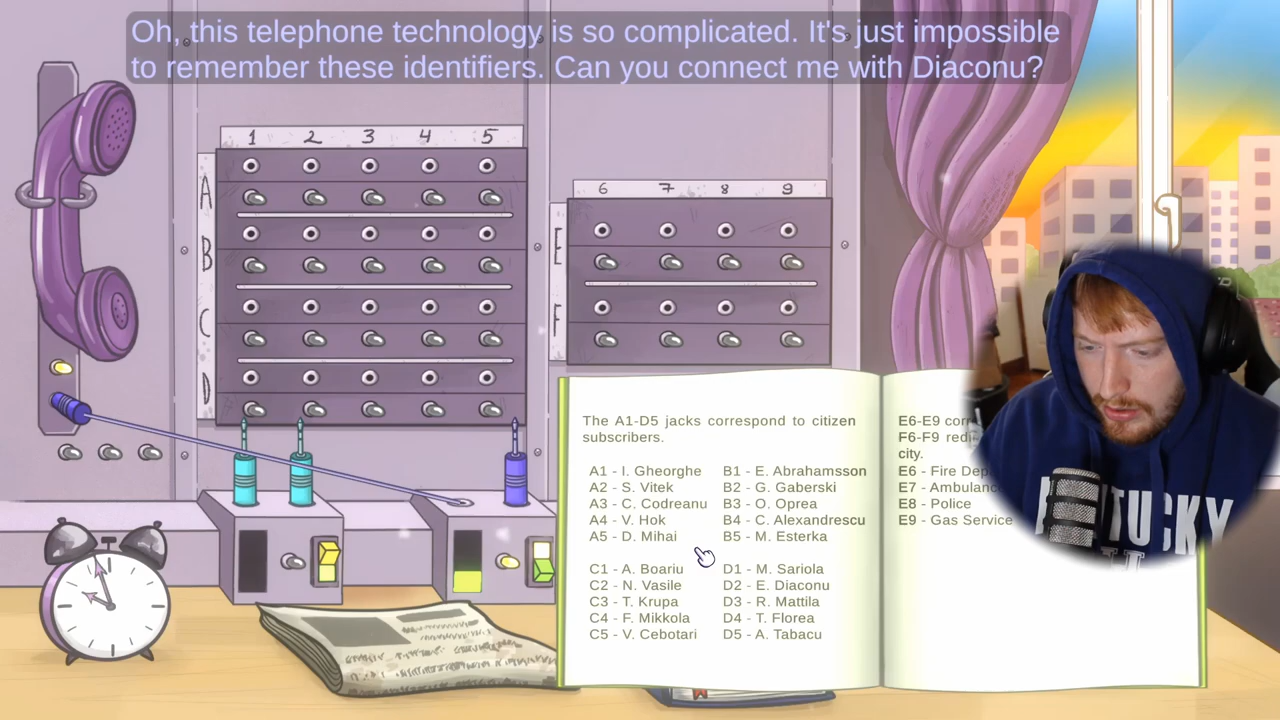 Oh, this telephone technology is so complicated. It's just impossible
to remember these identifiers. Can you connect me with Diaconu?
1 2 3 4 5
A
B
C
D
6 7 8 9
E
F
The A1-D5 jacks correspond to citizen
subscribers.
A1 - I. Gheorghe B1 - E. Abrahamsson
A2 - S. Vitek B2 - G. Gaberski
A3 - C. Codreanu B3 - O. Oprea
A4 - V. Hok B4 - C. Alexandrescu
A5 - D. Mihai B5 - M. Esterka
C1 - A. Boariu D1 - M. Sariola
C2 - N. Vasile D2 - E. Diaconu
C3 - T. Krupa D3 - R. Mattila
C4 - F. Mikkola D4 - T. Florea
C5 - V. Cebotari D5 - A. Tabacu
E6-E9
F6-F9
city.
E6 - Fire
E7 - Ambulance
E8 - Police
E9 - Gas Service